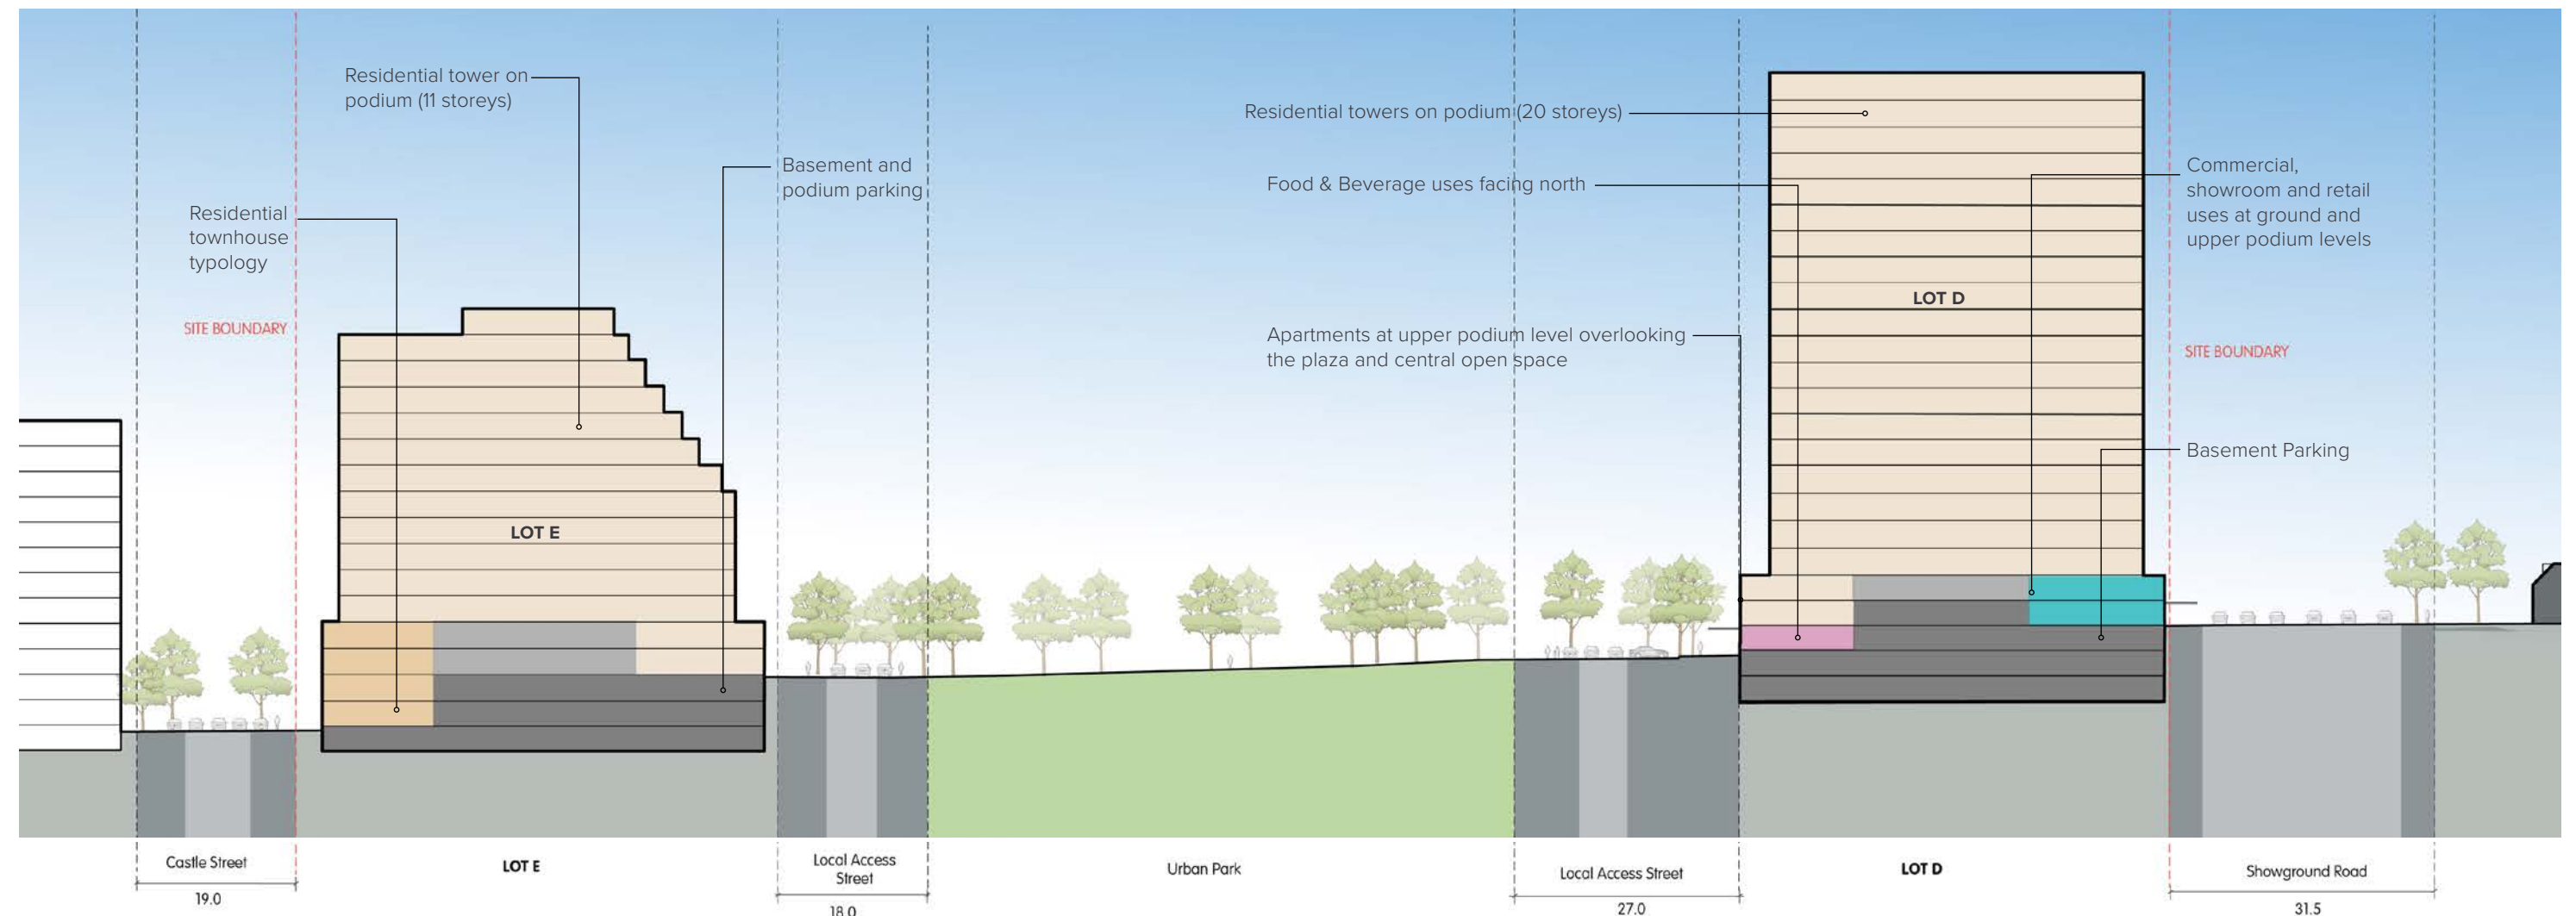 Residential tower on
podium (11 storeys)
Residential towers on podium (20 storeys)
Basement and
podium parking
Food & Beverage uses facing north
Commercial,
showroom and retail
uses at ground and
upper podium levels
Residential
townhouse
typology
LOT D
SITE BOUNDARY
Apartments at upper podium level overlooking
the plaza and central open space
SITE BOUNDARY
Basement Parking
LOT E
Castle Street
LOT E
Local Access
Street
Urban Park
Local Access Street
LOT D
Showground Road
19.0
18.0
27.0
31.5